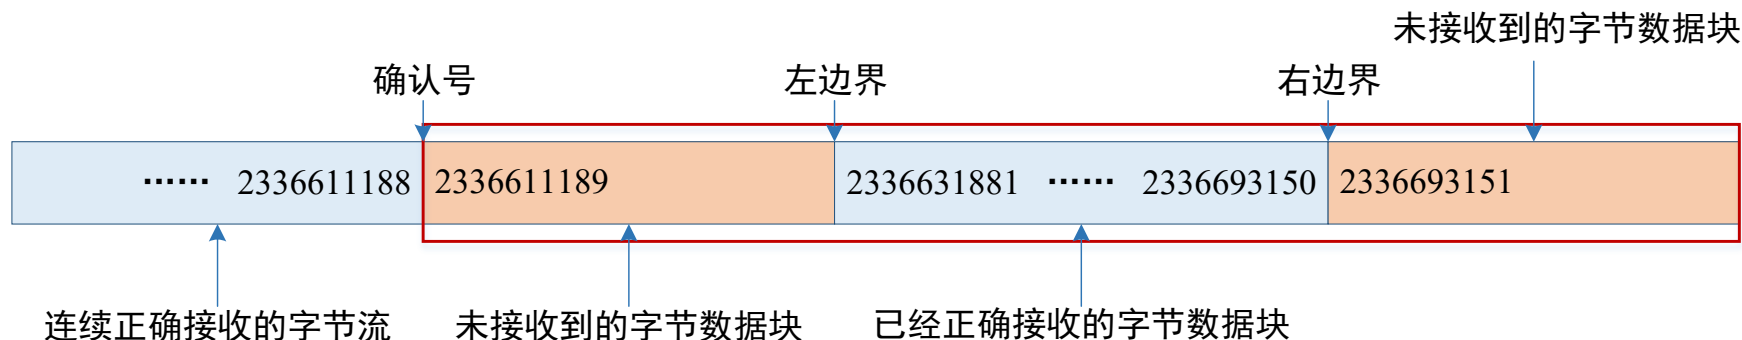 未接收到的字节数据块
确认号
左边界
右边界
…… 2336611188 2336611189 2336631881 …… 2336693150 2336693151
连续正确接收的字节流
未接收到的字节数据块
已经正确接收的字节数据块